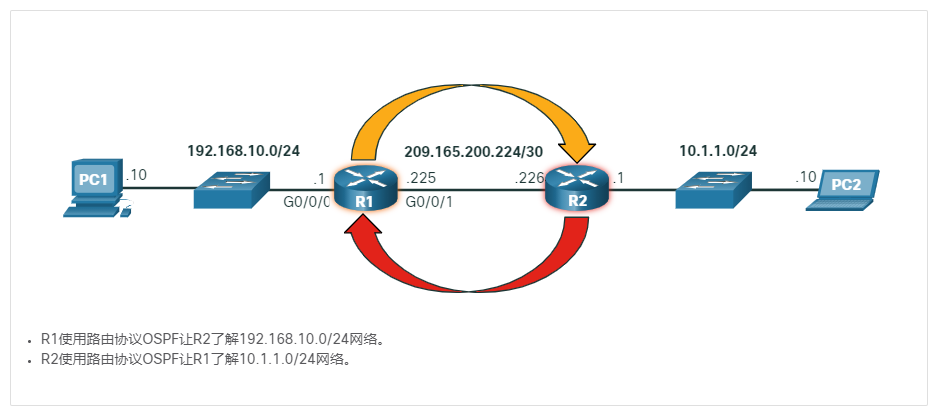 192.168.10.0/24
209.165.200.224/30
10.1.1.0/24
PC1
.10
.1
.225
.226
.1
.10
PC2
G0/0/0
R1
G0/0/1
R2
R1使用路由协议OSPF让R2了解192.168.10.0/24网络。
R2使用路由协议OSPF让R1了解10.1.1.0/24网络。